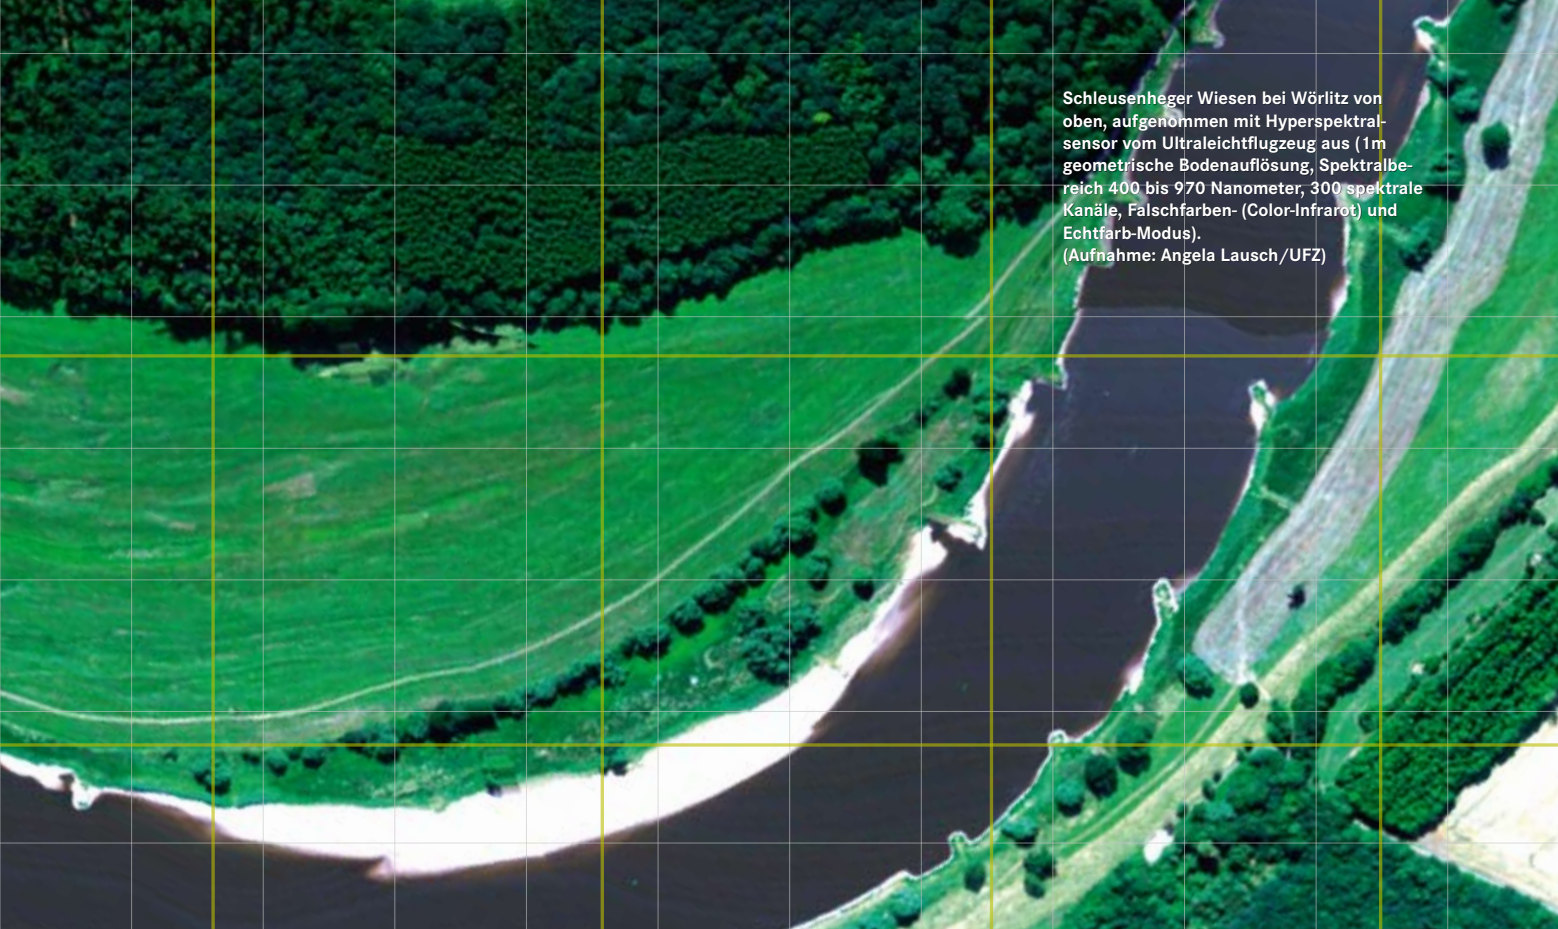 Schleusenheger Wiesen bei Wörlitz von
oben, aufgenommen mit Hyperspektral-
sensor vom Ultraleichtflugzeug aus (1m
geometrische Bodenauflösung, Spektralbe-
reich 400 bis 970 Nanometer, 300 spektrale
Kanäle, Falschfarben- (Color-Infrarot) und
Echtfarb-Modus).
(Aufnahme: Angela Lausch/UFZ)